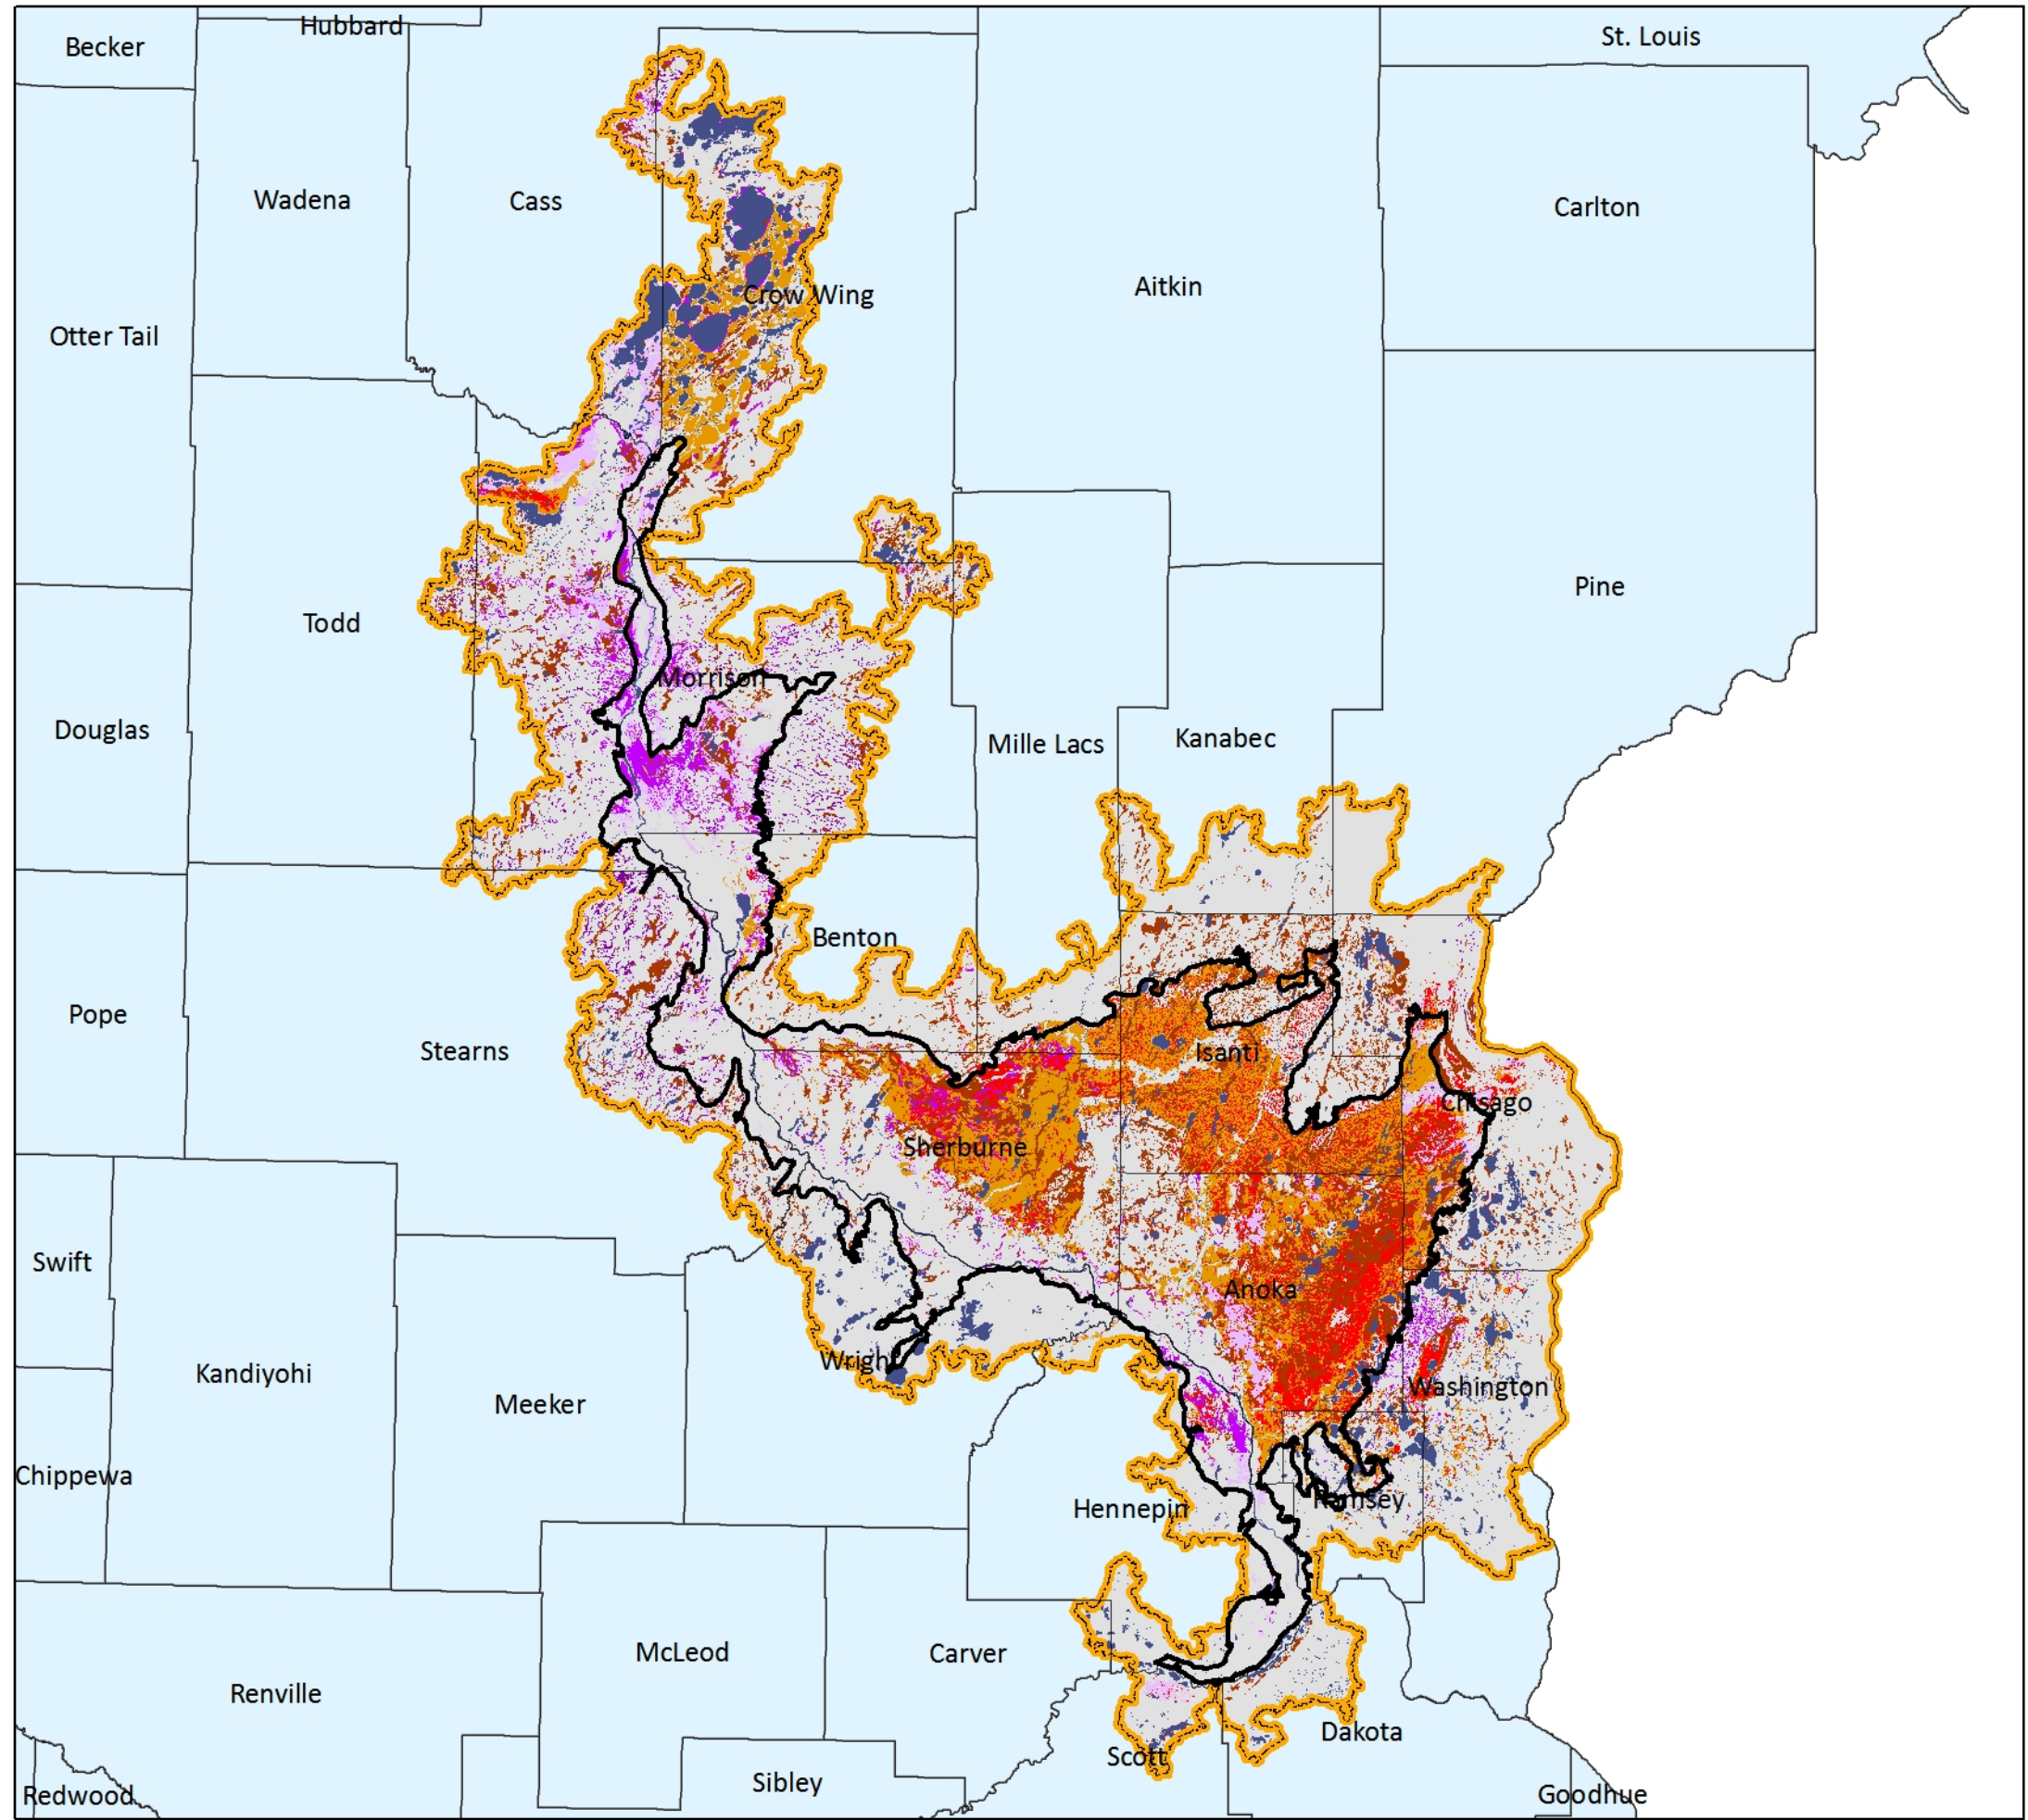 Hubbard
St. Louis
Becker
Wadena
Cass
Carlton
Aitkin
Crow Wing
Otter Tail
Pine
Todd
Morrison
Douglas
Mille Lacs
Kanabec
Benton
Pope
Stearns
Isanti
Chisago
Sherburne
Swift
Anoka
Wright
Kandiyohi
Washington
Meeker
Chippewa
Ramsey
Hennepin
McLeod
Carver
Renville
Dakota
Scott
Sibley
Redwood
Goodhue